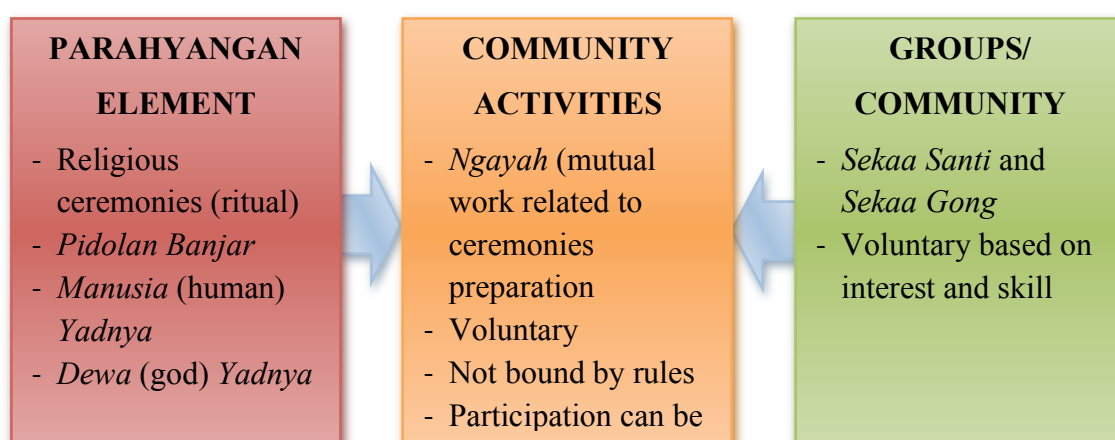 PARAHYANGAN
ELEMENT
- Religious
ceremonies (ritual)
- Pidolan Banjar
- Manusia (human)
Yadnya
- Dewa (god) Yadnya
COMMUNITY
ACTIVITIES
- Ngayah (mutual
work related to
ceremonies
preparation
- Voluntary
- Not bound by rules
- Participation can be
GROUPS/
COMMUNITY
- Sekaa Santi and
Sekaa Gong
- Voluntary based on
interest and skill